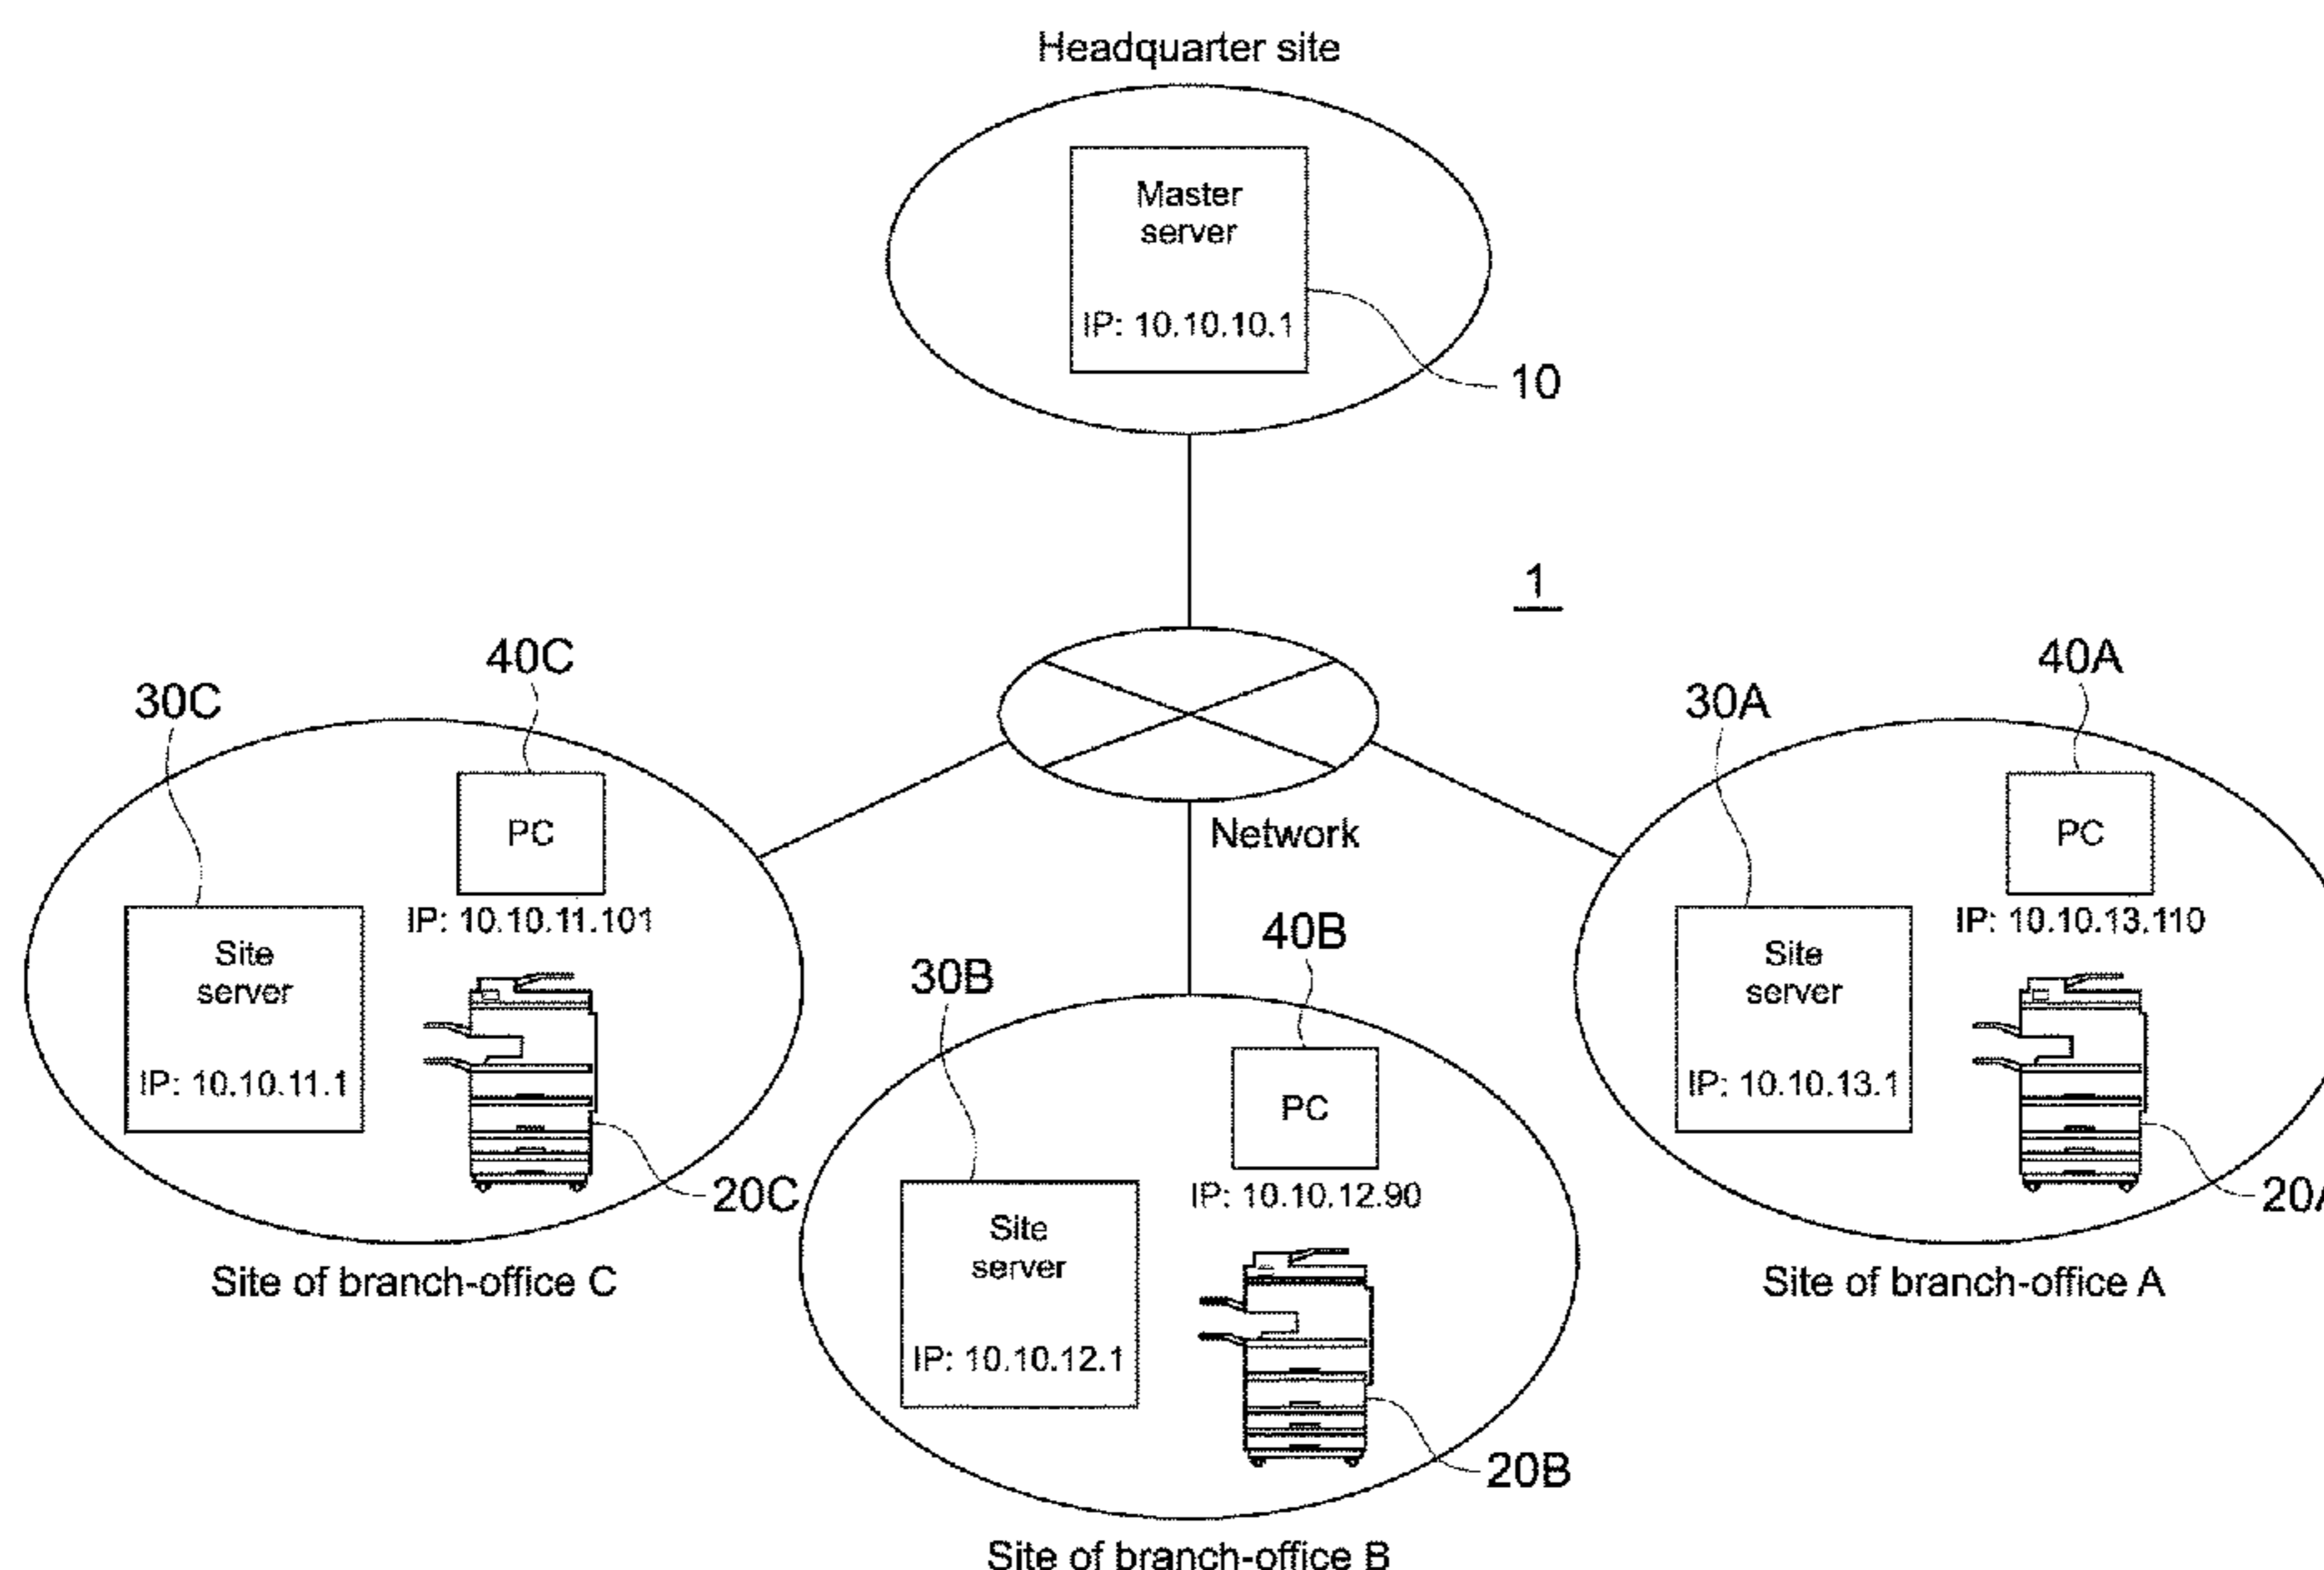 Headquarter site
Master
server
IP: 10.10.10.1
10
1
40C
30C
PC
IP: 10.10.11.101
Site
server
IP: 10.10.11.1
20C
Site of branch-office C
Network
40B
30B
PC
IP: 10.10.12.90
Site
server
IP: 10.10.12.1
20B
Site of branch-office B
40A
30A
PC
IP: 10.10.13.110
Site
server
IP: 10.10.13.1
20A
Site of branch-office A